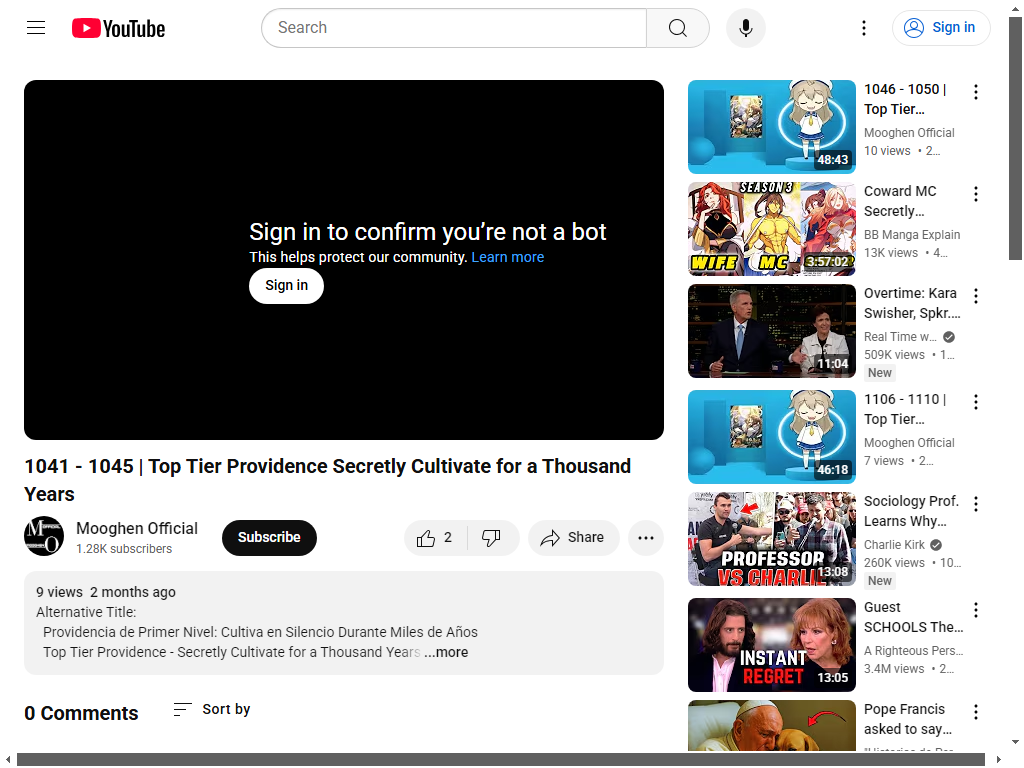 YouTube
Search
Sign in
Sign in to confirm you’re not a bot
This helps protect our community. Learn more
Sign in
1041 - 1045 | Top Tier Providence Secretly Cultivate for a Thousand
Years
Mooghen Official
1.28K subscribers
Subscribe
2
Share
9 views  2 months ago
Alternative Title:
Providencia de Primer Nivel: Cultiva en Silencio Durante Miles de Años
Top Tier Providence - Secretly Cultivate for a Thousand Years ...more
0 Comments
Sort by
48:43
1046 - 1050 |
Top Tier…
Mooghen Official
10 views • 2…
SEASON 3
WIFE
MC
3:57:02
Coward MC
Secretly…
BB Manga Explain
13K views • 4…
11:04
Overtime: Kara
Swisher, Spkr.…
Real Time w…
509K views • 1…
New
46:18
1106 - 1110 |
Top Tier…
Mooghen Official
7 views • 2…
PROFESSOR
VS CHARLIE
13:08
Sociology Prof.
Learns Why…
Charlie Kirk
260K views • 10…
New
INSTANT
REGRET
13:05
Guest
SCHOOLS The…
A Righteous Pers…
3.4M views • 2…
Pope Francis
asked to say…